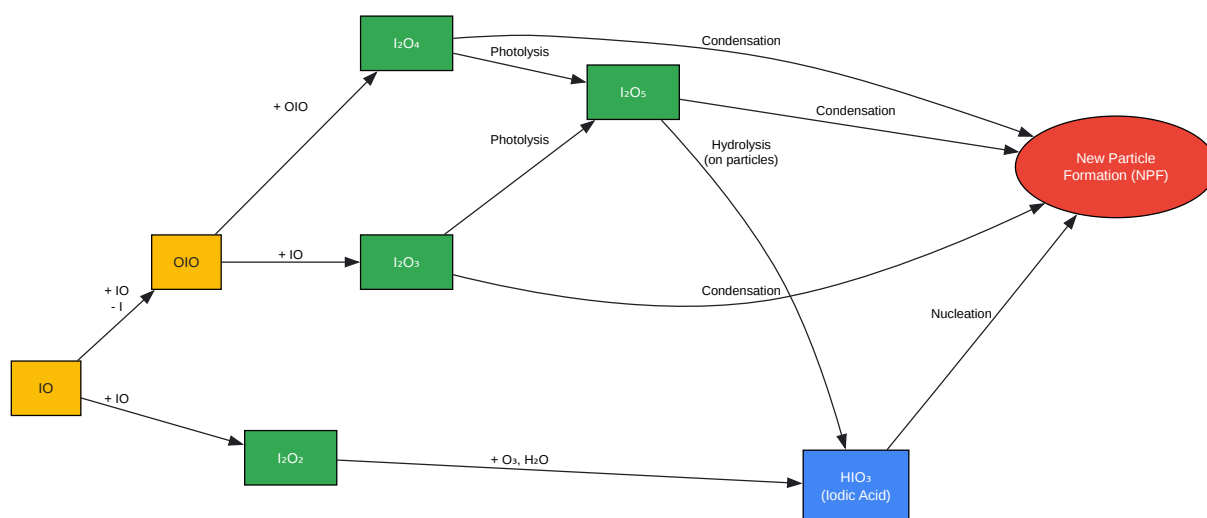 I₂O₄
Condensation
Photolysis
I₂O₅
+ OIO
Condensation
Photolysis
Hydrolysis
(on particles)
New Particle
Formation (NPF)
OIO
+ IO
I₂O₃
+ IO
- I
Condensation
Nucleation
IO
+ IO
I₂O₂
+ O₃, H₂O
HIO₃
(Iodic Acid)